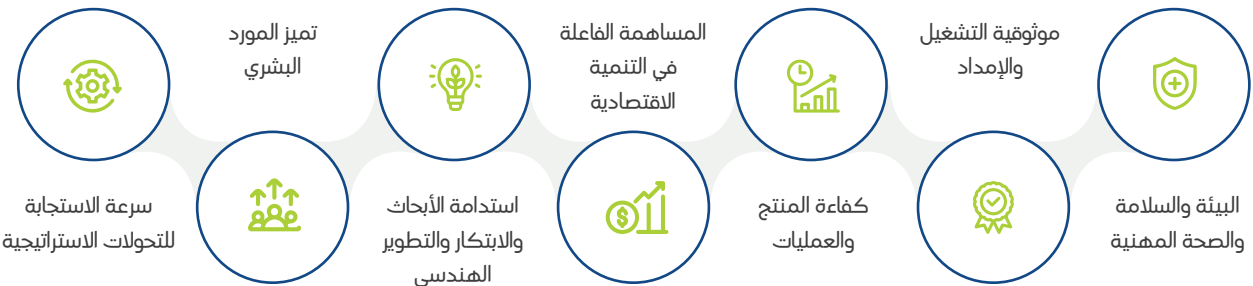 البيئة والسلامة
والصحة المهنية
موثوقية التشغيل
والإمداد
كفاءة المنتج
والعمليات
المساهمة الفاعلة
في التنمية
الاقتصادية
استدامة الأبحاث
والابتكار والتطوير
الهندسي
تميز المورد
البشري
سرعة الاستجابة
للتحولات الاستراتيجية